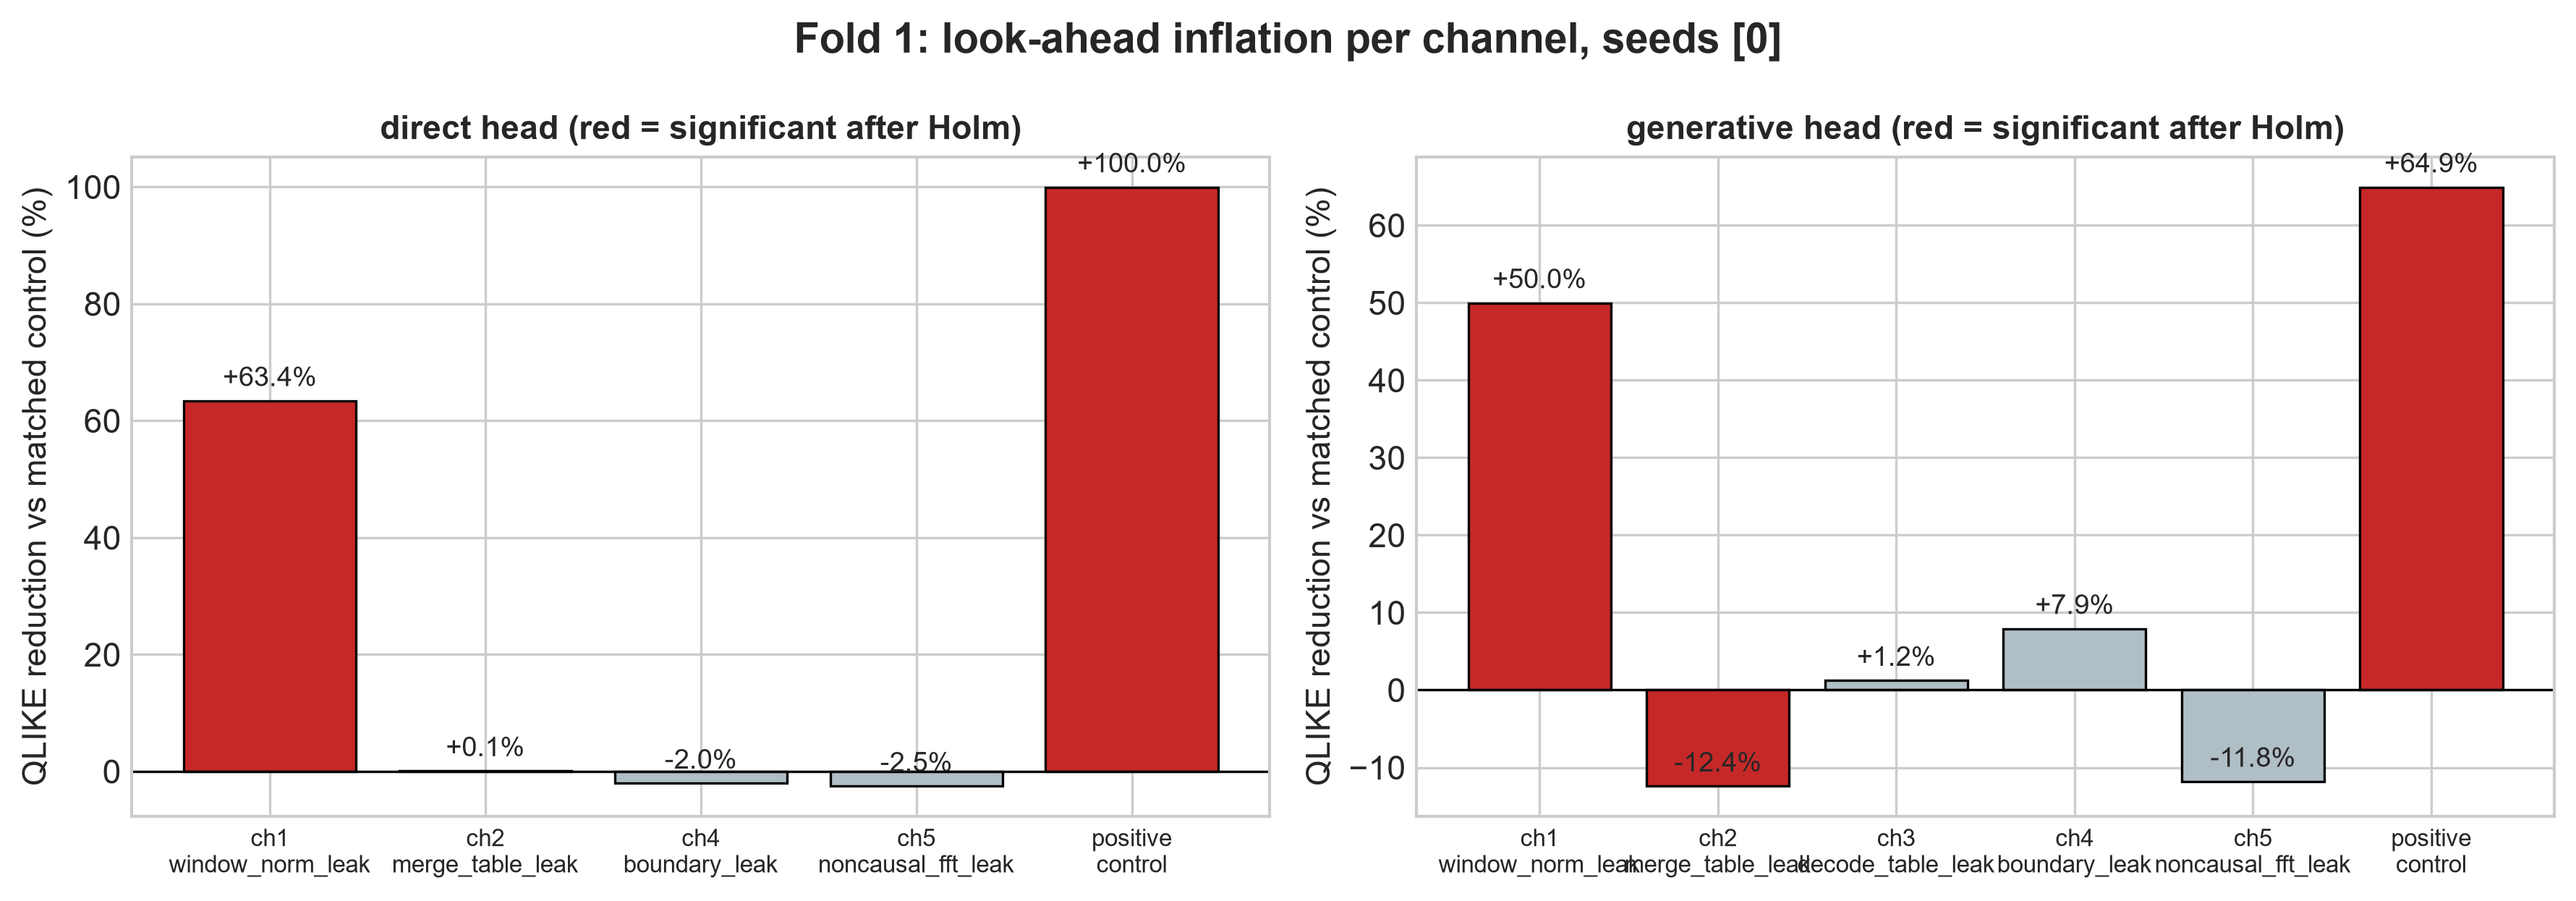 Fold 1: look-ahead inflation per channel, seeds [0]
direct head (red = significant after Holm)
QLIKE reduction vs matched control (%)
100
80
60
40
20
0
+63.4%
+0.1%
-2.0%
-2.5%
+100.0%
ch1
window_norm_leak
ch2
merge_table_leak
ch4
boundary_leak
ch5
noncausal_fft_leak
positive
control
generative head (red = significant after Holm)
QLIKE reduction vs matched control (%)
60
50
40
30
20
10
0
−10
+50.0%
-12.4%
+1.2%
+7.9%
-11.8%
+64.9%
ch1
window_norm_leak
ch2
merge_table_leak
ch3
decode_table_leak
ch4
boundary_leak
ch5
noncausal_fft_leak
positive
control